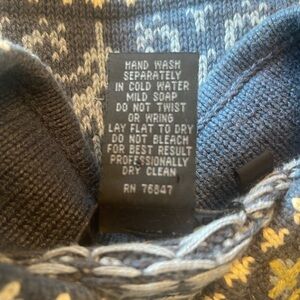 HAND WASH
SEPARATELY
IN COLD WATER
MILD SOAP
DO NOT TWIST
OR WRING
LAY FLAT TO DRY
DO NOT BLEACH
FOR BEST RESULT
PROFESSIONALLY
DRY CLEAN
RN 76847